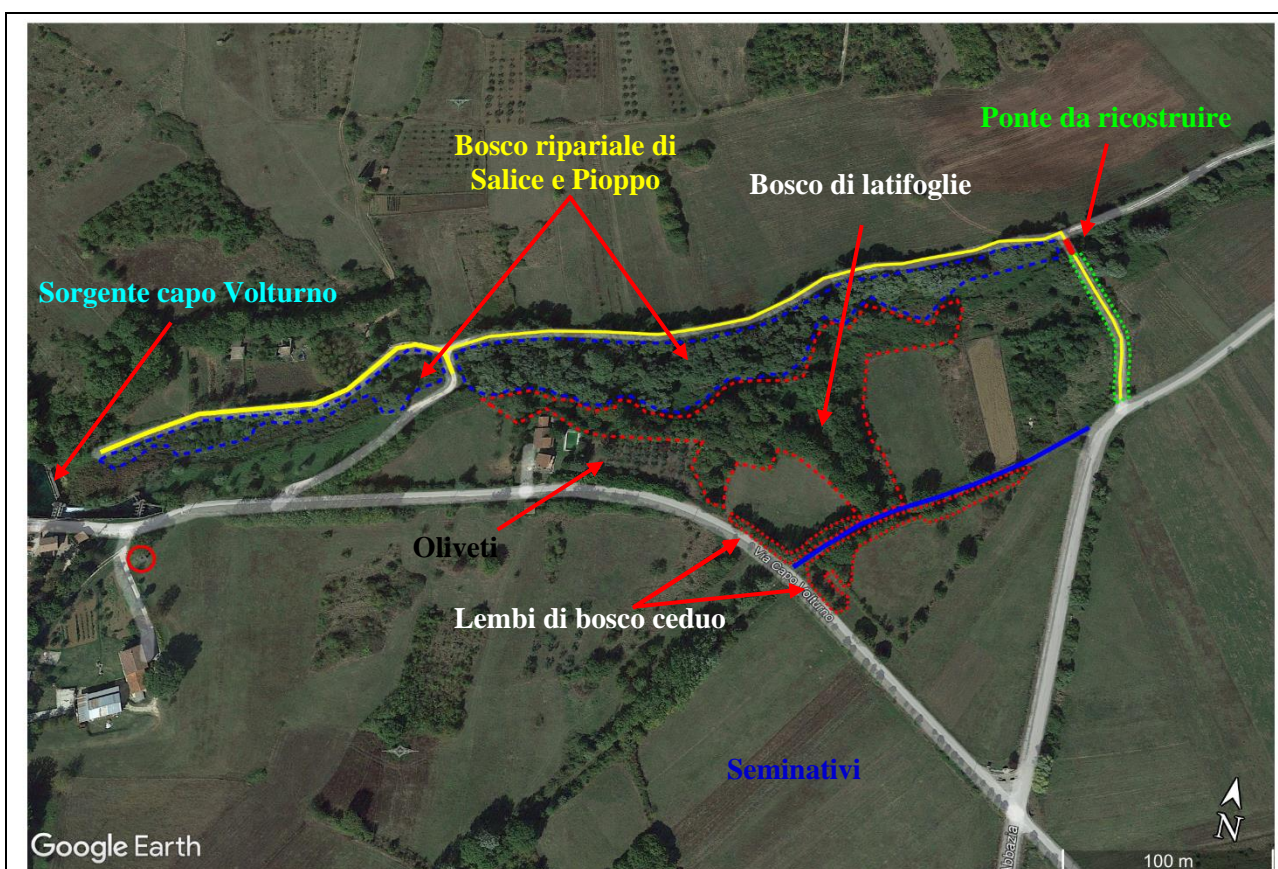 Ponte da ricostruire
Bosco ripariale di
Salice e Pioppo
Bosco di latifoglie
Sorgente capo Volturno
Oliveti
Via Capo Volturno
Lembi di bosco ceduo
Seminativi
N
Google Earth
Abbazia
100 m